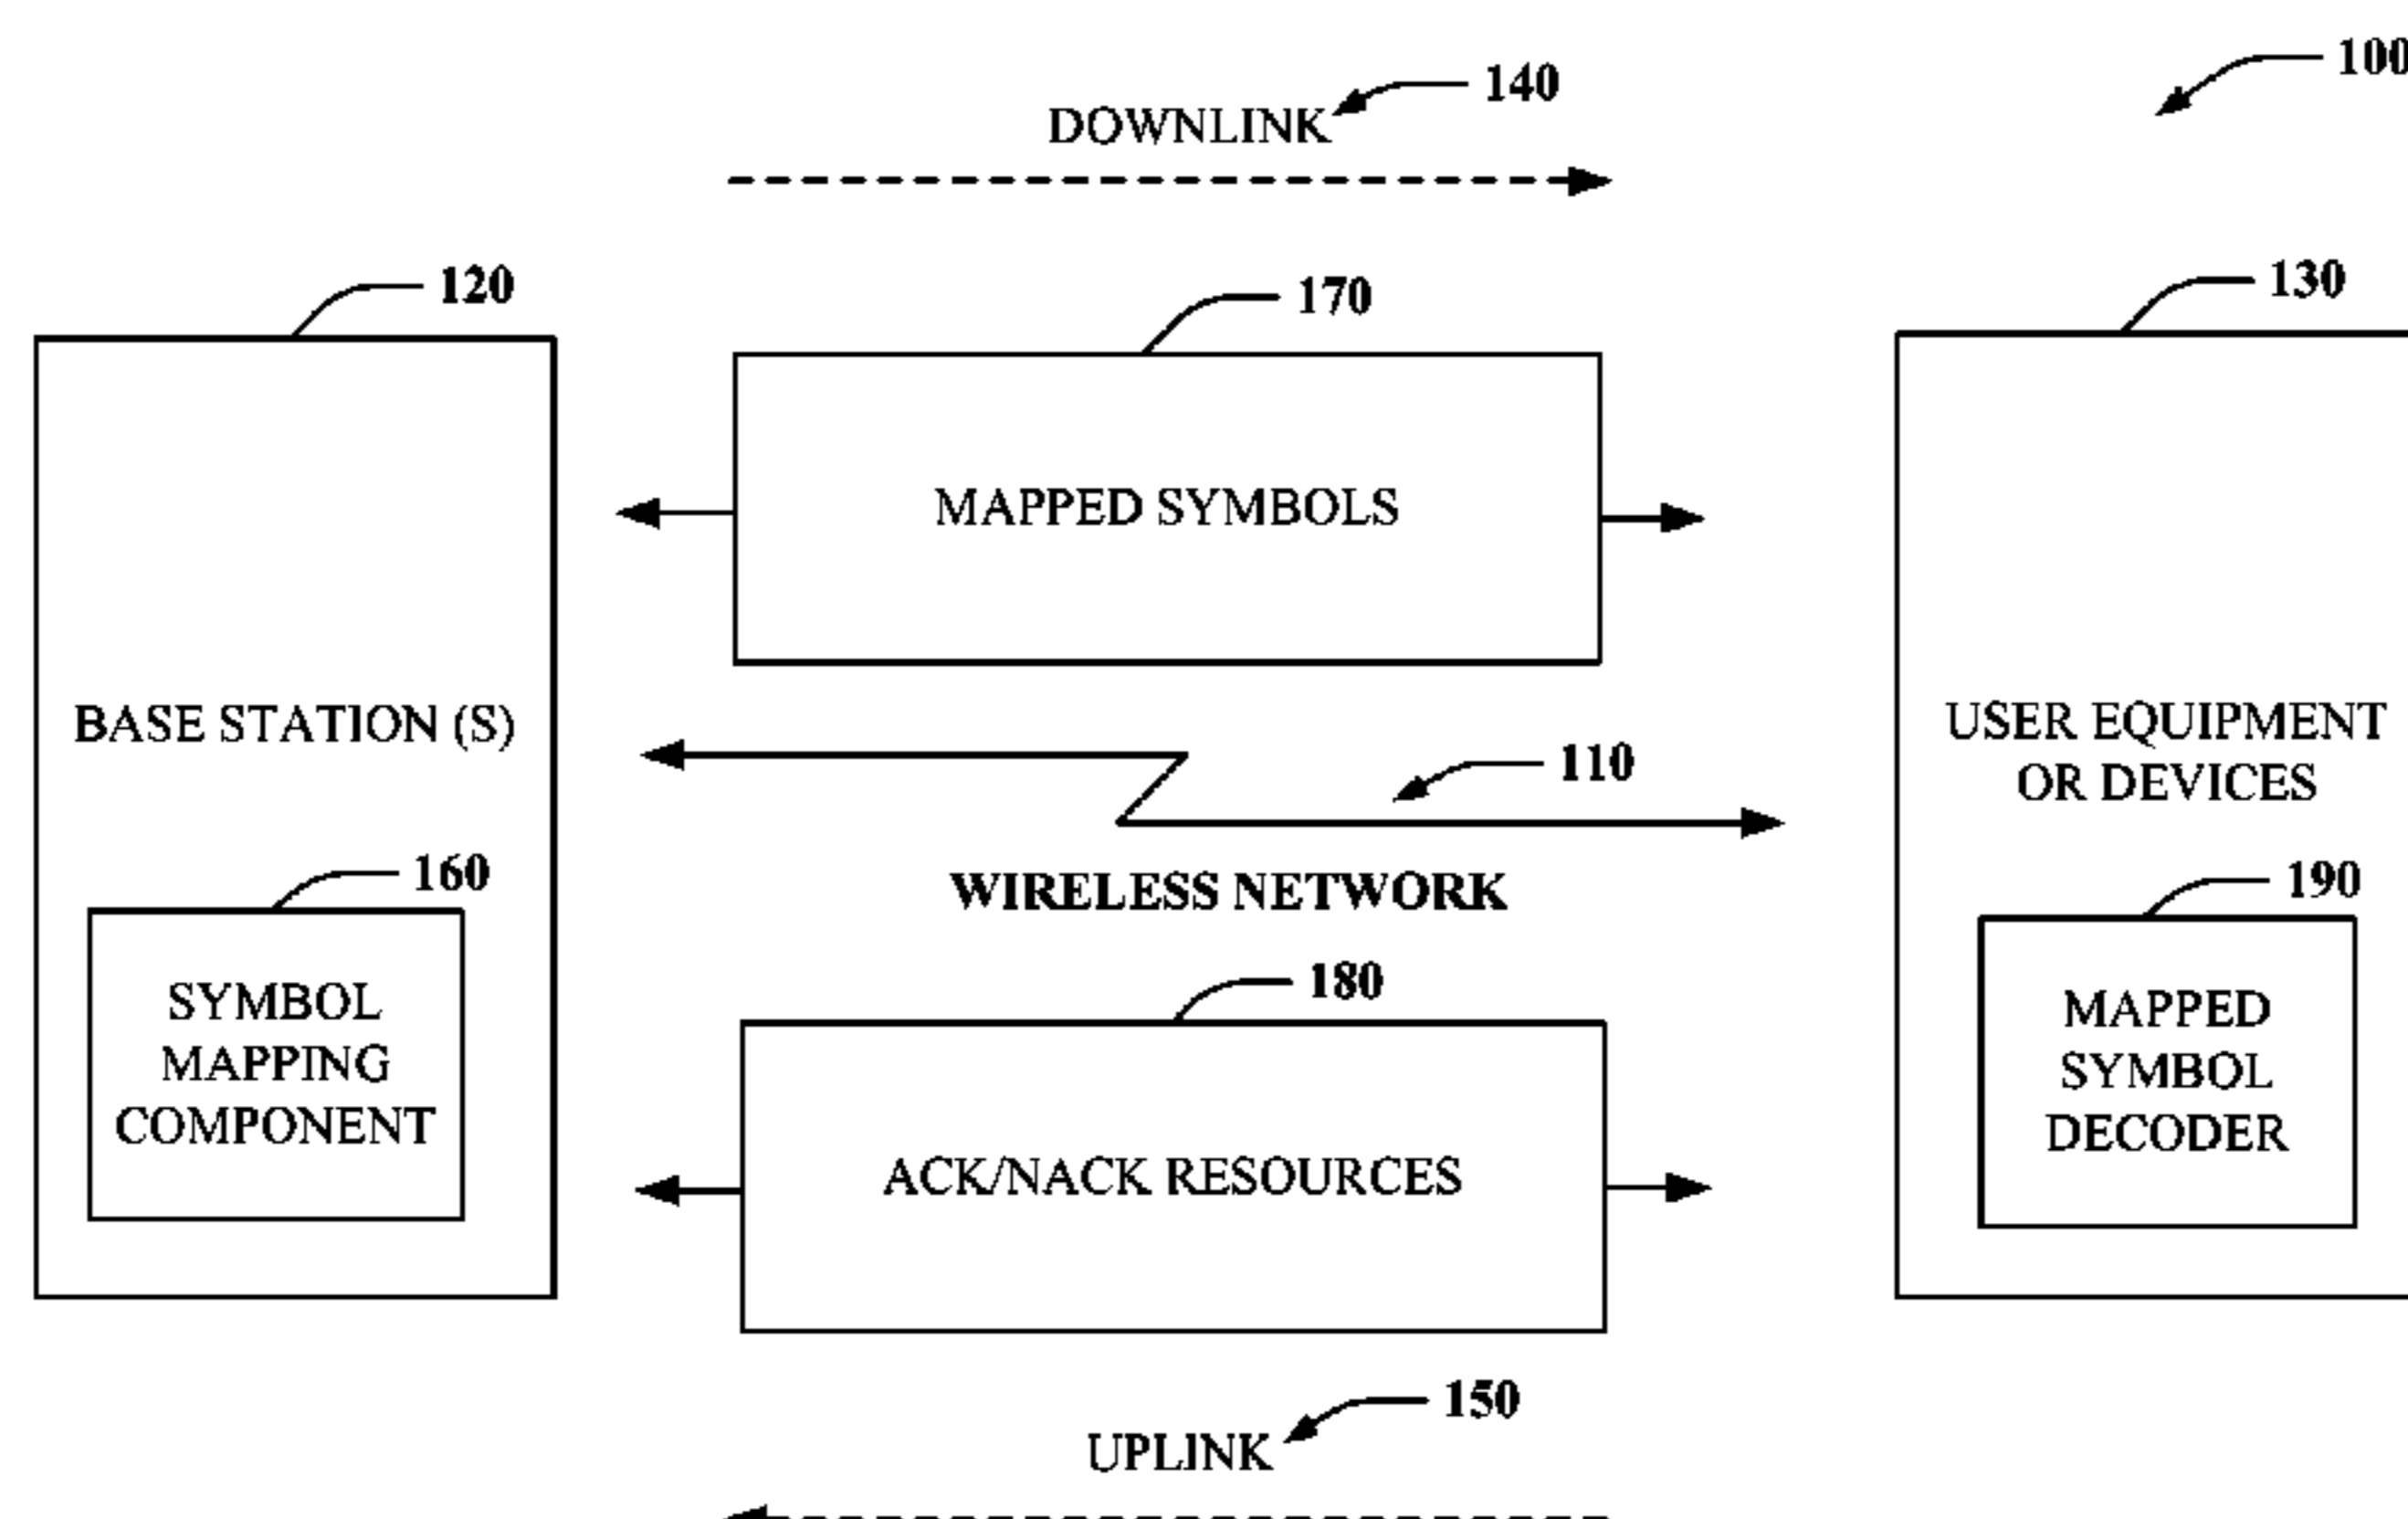 100
140
DOWNLINK
120
170
130
MAPPED SYMBOLS
BASE STATION (S)
USER EQUIPMENT
OR DEVICES
110
WIRELESS NETWORK
160
190
SYMBOL
MAPPING
COMPONENT
180
MAPPED
SYMBOL
DECODER
ACK/NACK RESOURCES
150
UPLINK